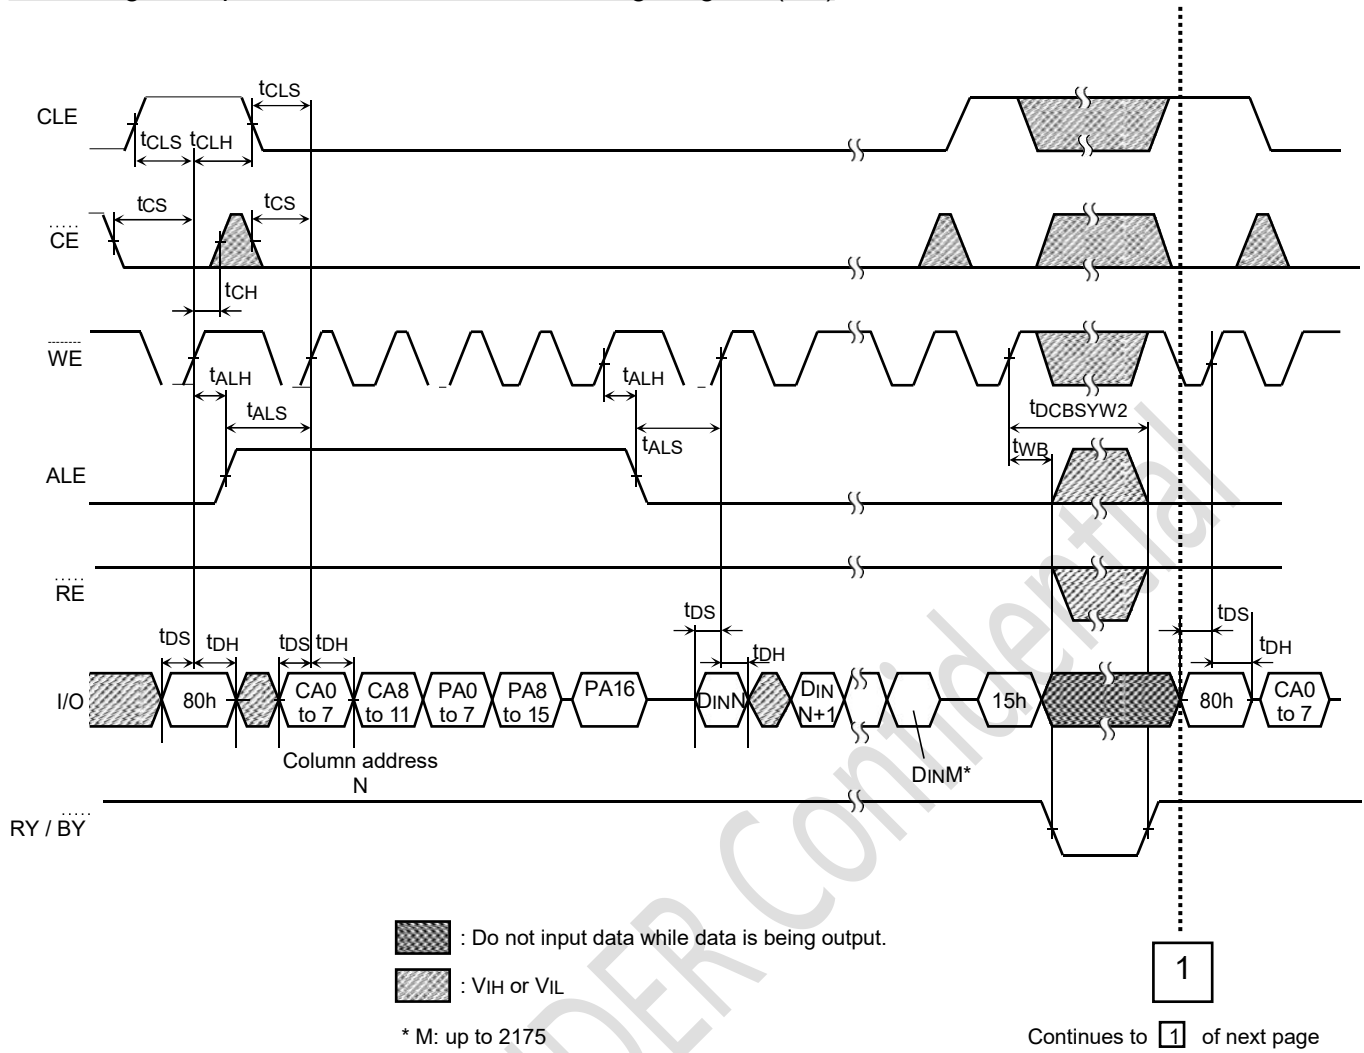 tCLS
CLE
tCLS tCLH
tCS
tCS
CE
tCH
WE
tALH
tALH
tALS
tDCBSYW2
tALS
tWB
ALE
RE
tDS
tDS
tDH
tDS
tDH
tDH
tDH
I/O
80h
CA0 to 7
CA8 to 11
PA0 to 7
PA8 to 15
PA16
DINN
DIN N+1
15h
80h
CA0 to 7
Column address
N
DINM*
RY / BY
: Do not input data while data is being output.
: VIH or VIL
1
* M: up to 2175
Continues to 1 of next page
Confidential